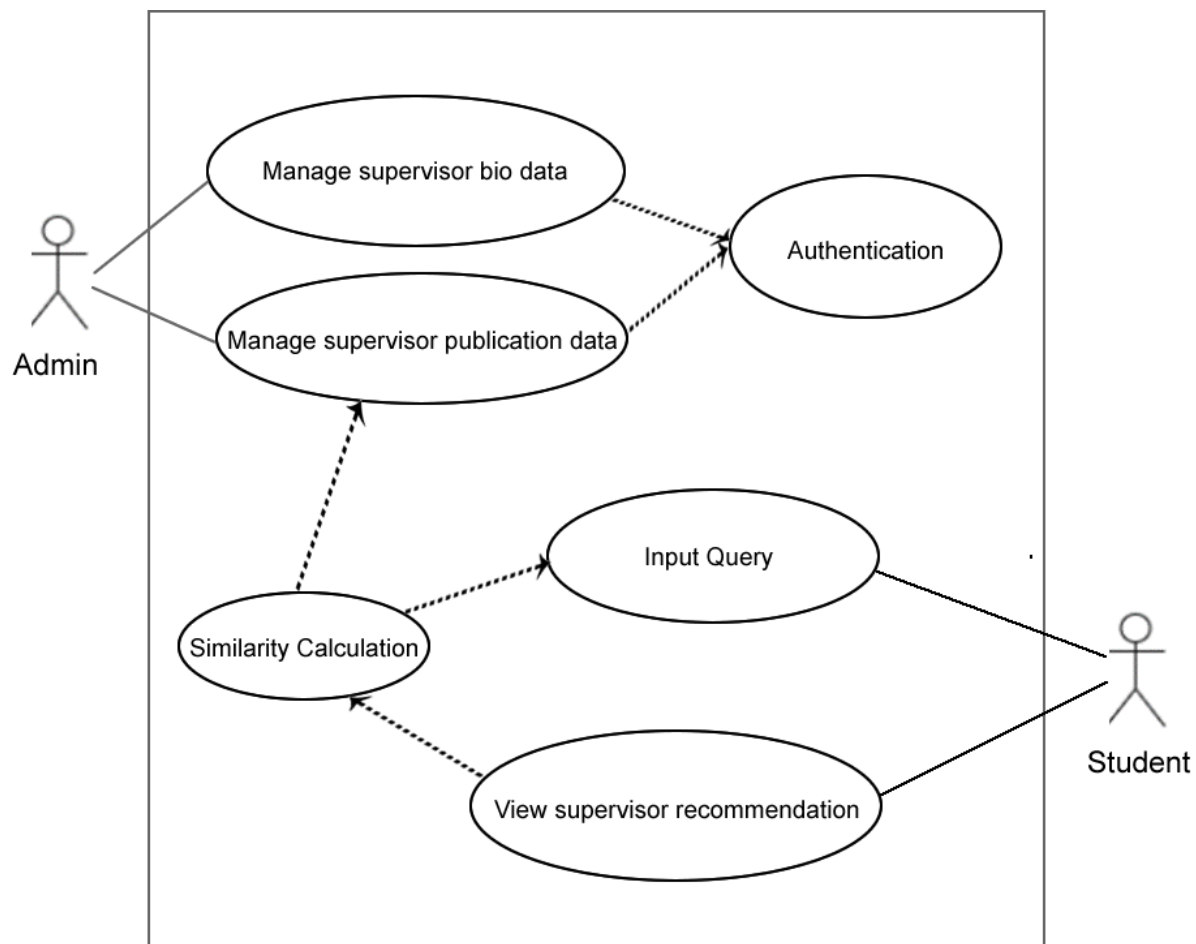 Manage supervisor bio data
Authentication
Manage supervisor publication data
Admin
Input Query
Similarity Calculation
Student
View supervisor recommendation